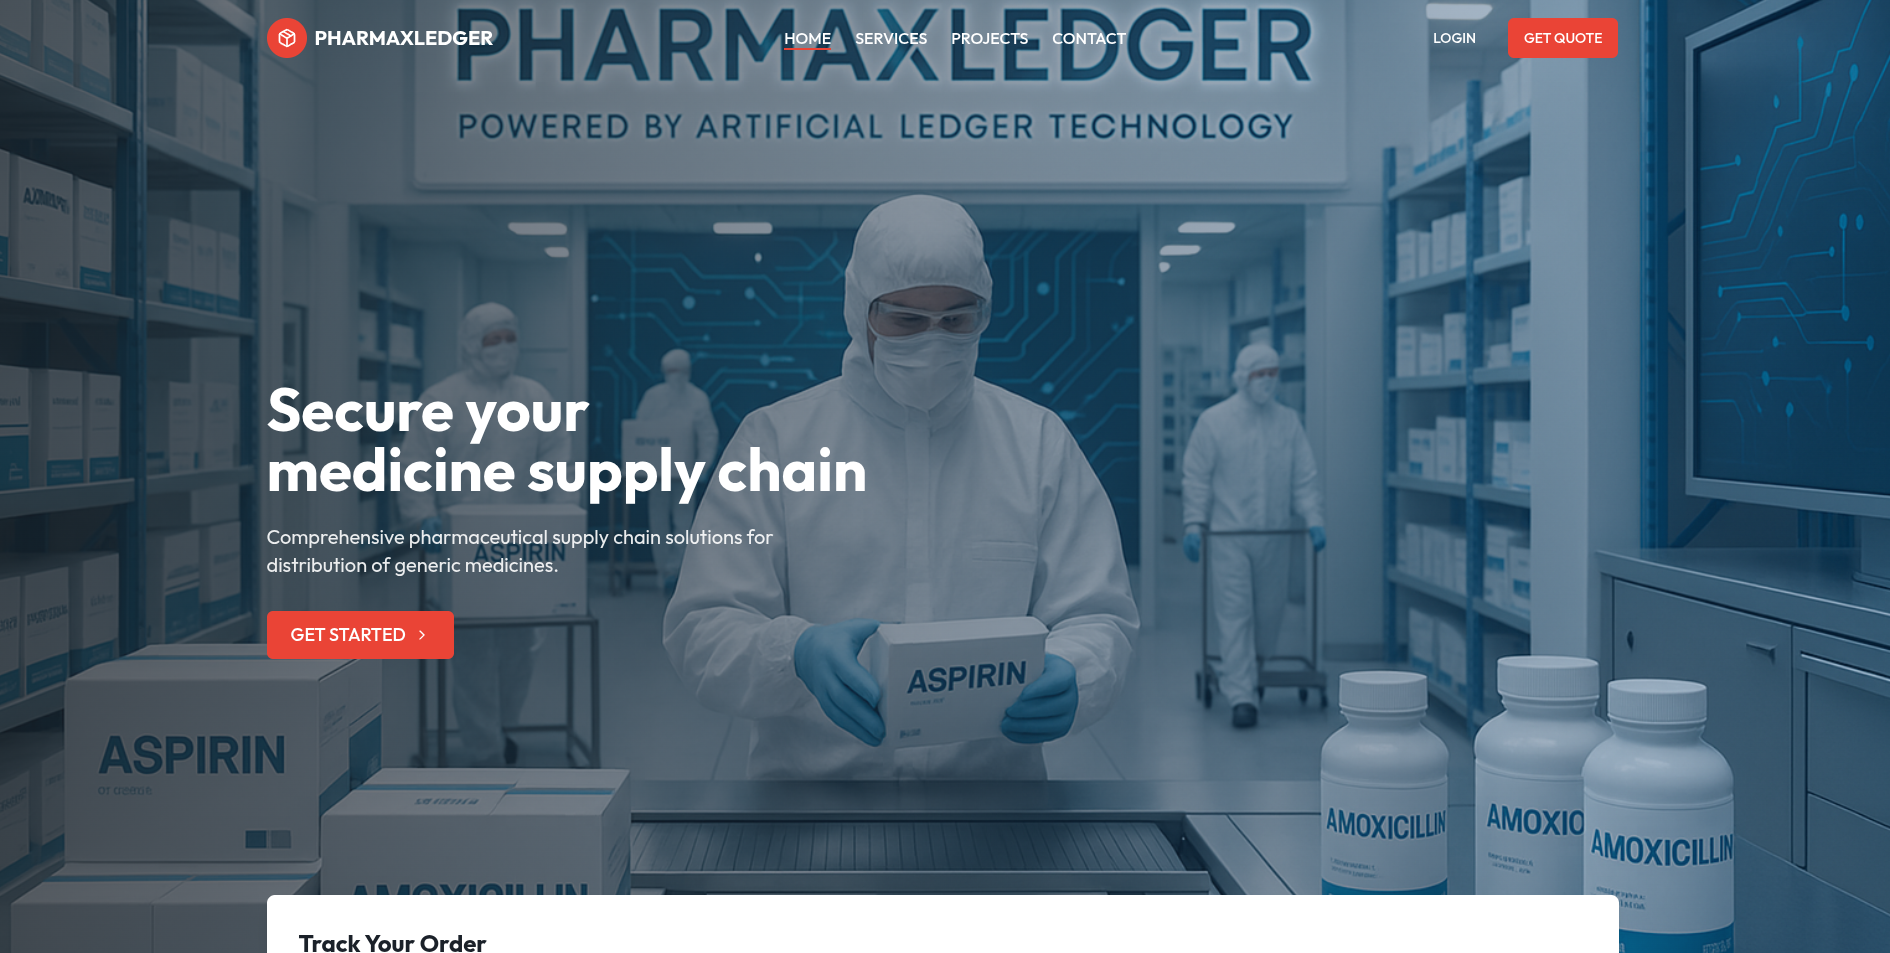 PHARMAXLEDGER
HOME
SERVICES
PROJECTS
CONTACT
LOGIN
GET QUOTE
PHARMAXLEDGER
POWERED BY ARTIFICIAL LEDGER TECHNOLOGY
Secure your
medicine supply chain
Comprehensive pharmaceutical supply chain solutions for
distribution of generic medicines.
GET STARTED
ASPIRIN
ASPIRIN
ASPIRIN
AMOXICILLIN
AMOXICILLIN
AMOXIC
AMOXICILLIN
Track Your Order